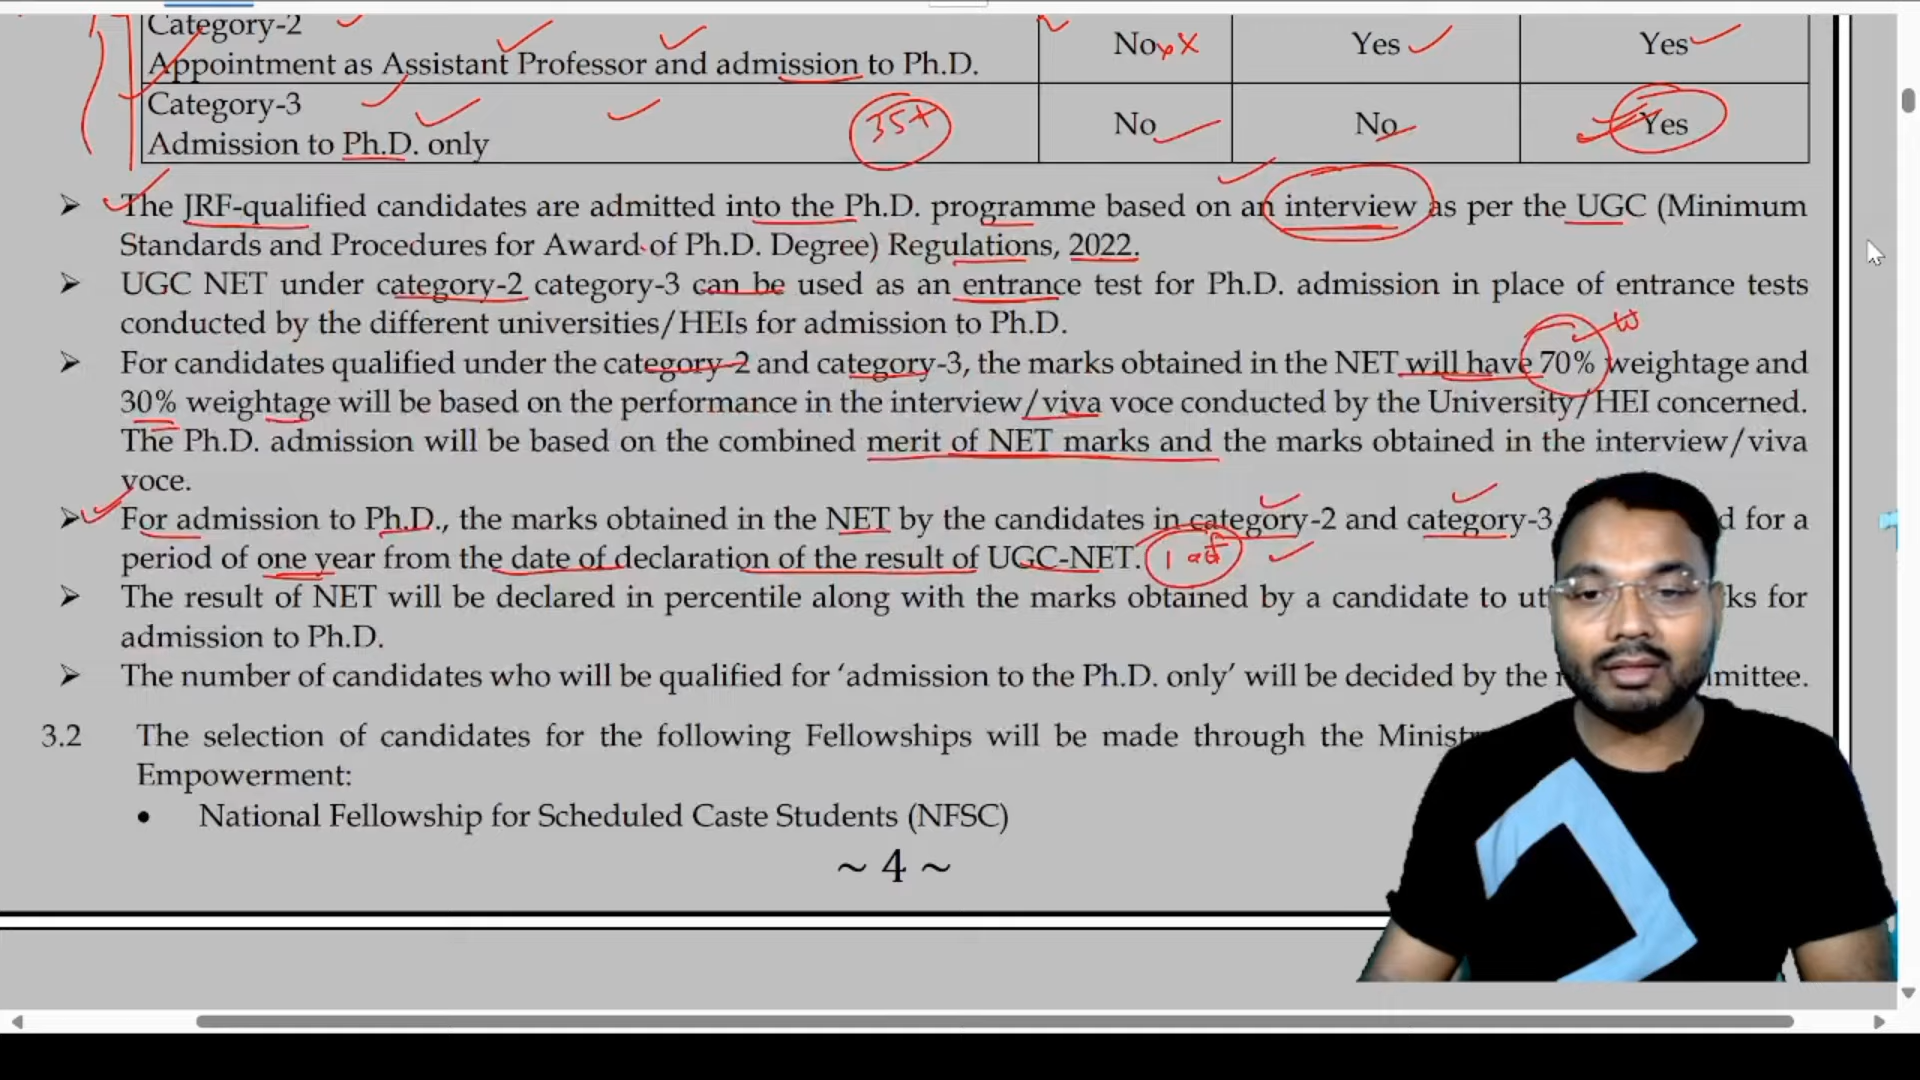 Category-2
Appointment as Assistant Professor and admission to Ph.D. No xx Yes Yes
Category-3
Admission to Ph.D. only 35+ No No Yes
➢ The JRF-qualified candidates are admitted into the Ph.D. programme based on an interview as per the UGC (Minimum
Standards and Procedures for Award of Ph.D. Degree) Regulations, 2022.
➢ UGC NET under category-2 category-3 can be used as an entrance test for Ph.D. admission in place of entrance tests
conducted by the different universities/HEIs for admission to Ph.D.
➢ For candidates qualified under the category-2 and category-3, the marks obtained in the NET will have 70% weightage and
30% weightage will be based on the performance in the interview/viva voce conducted by the University/HEI concerned.
The Ph.D. admission will be based on the combined merit of NET marks and the marks obtained in the interview/viva
voce.
➢ For admission to Ph.D., the marks obtained in the NET by the candidates in category-2 and category-3 for a
period of one year from the date of declaration of the result of UGC-NET.
➢ The result of NET will be declared in percentile along with the marks obtained by a candidate to for
admission to Ph.D.
➢ The number of candidates who will be qualified for ‘admission to the Ph.D. only’ will be decided by the
3.2 The selection of candidates for the following Fellowships will be made through the
Empowerment:
• National Fellowship for Scheduled Caste Students (NFSC)
~ 4 ~